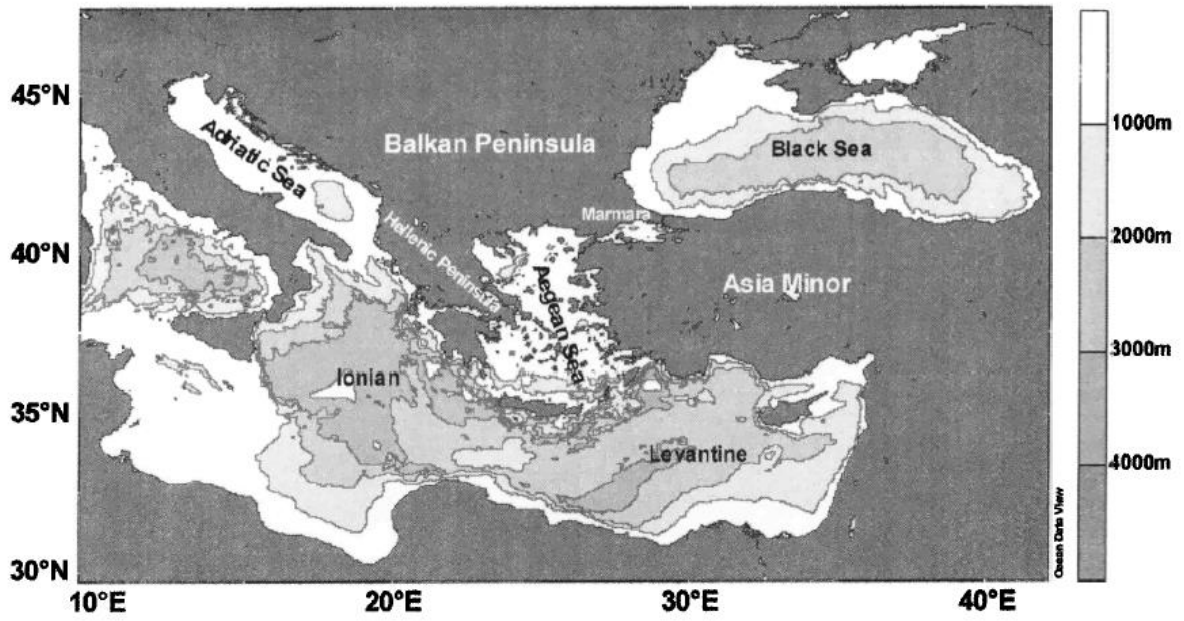 45°N
40°N
35°N
30°N
10°E
20°E
30°E
40°E
Adriatic Sea
Balkan Peninsula
Black Sea
Marmara
Hellenic Peninsula
Aegean Sea
Asia Minor
Ionian
Levantine
1000m
2000m
3000m
4000m
Ocean Data View